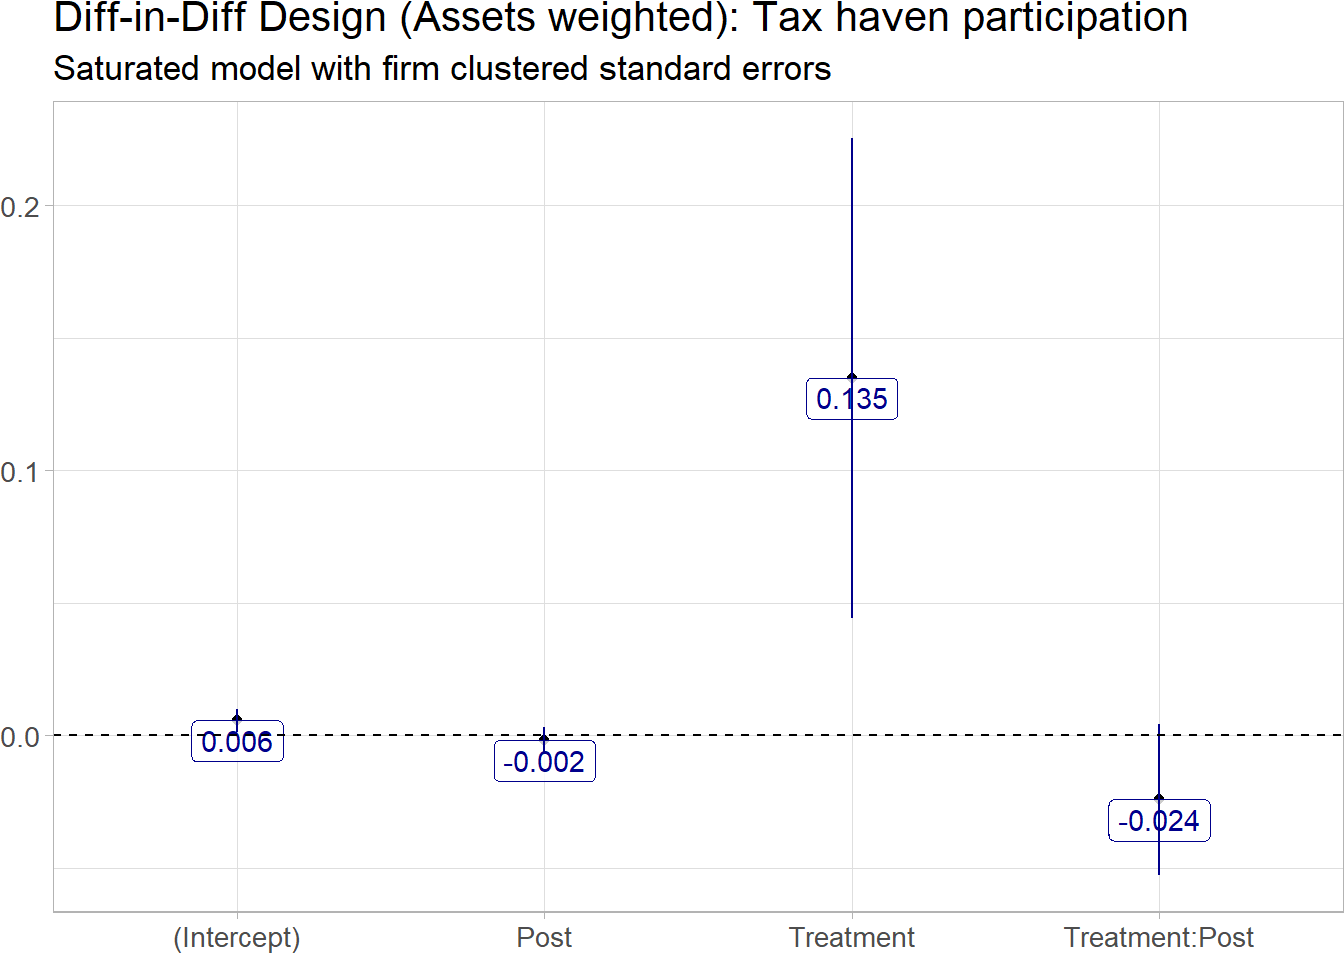 Diff-in-Diff Design (Assets weighted): Tax haven participation
Saturated model with firm clustered standard errors
0.2
0.1
0.0
0.006
-0.002
0.135
-0.024
(Intercept)
Post
Treatment
Treatment:Post